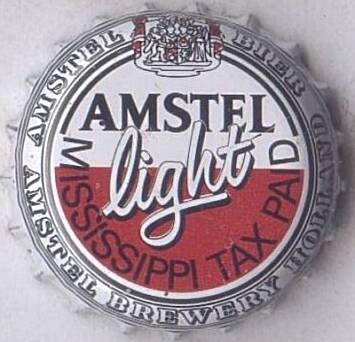 AMSTEL BIER
AMSTEL
light
MISSISSIPPI TAX PAID
AMSTEL BREWERY HOLLAND